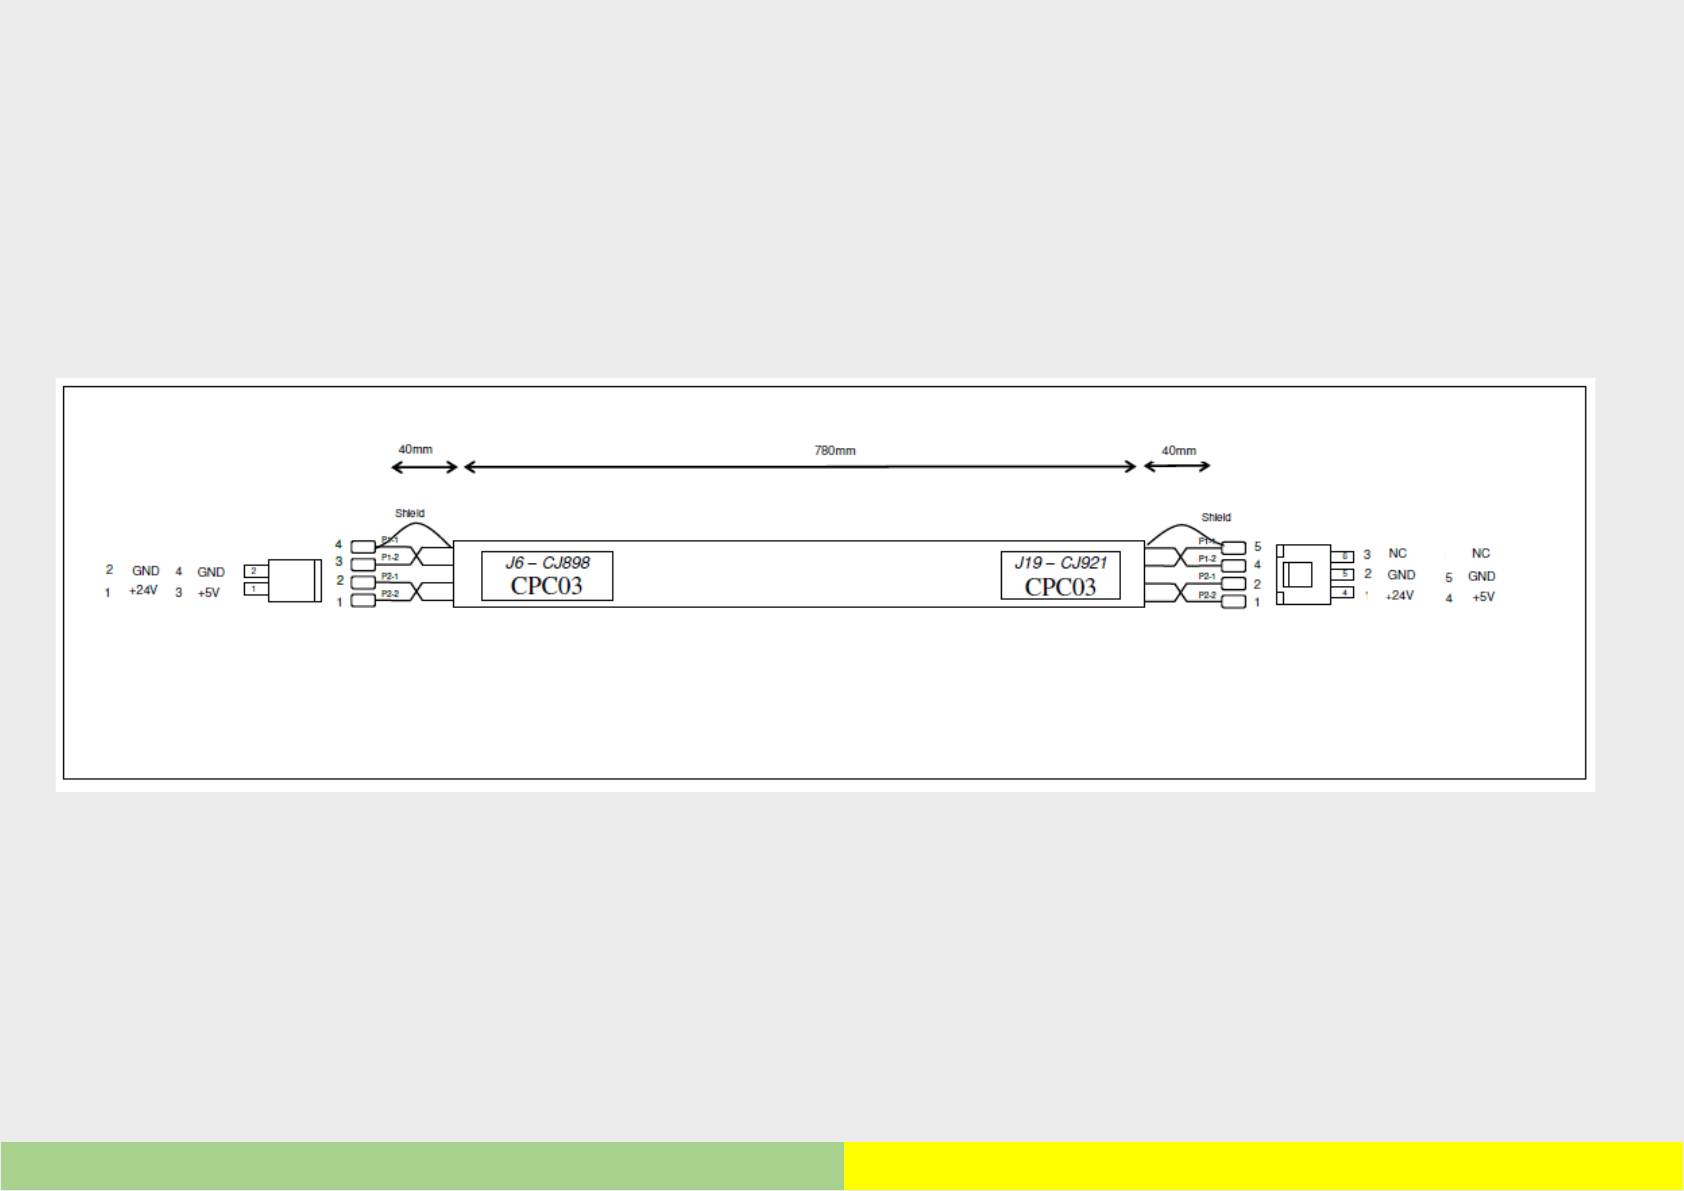 40mm 780mm 40mm
Shield Shield
4 P1-1 P1-1 5
3 P1-2 P1-2 4
2 P2-1 P2-1 2
1 P2-2 P2-2 1
J6 – CJ898 J19 – CJ921
CPC03 CPC03
2 GND 4 GND 2
1 +24V 3 +5V 1
6 3 NC NC
5 2 GND 5 GND
4 1 +24V 4 +5V